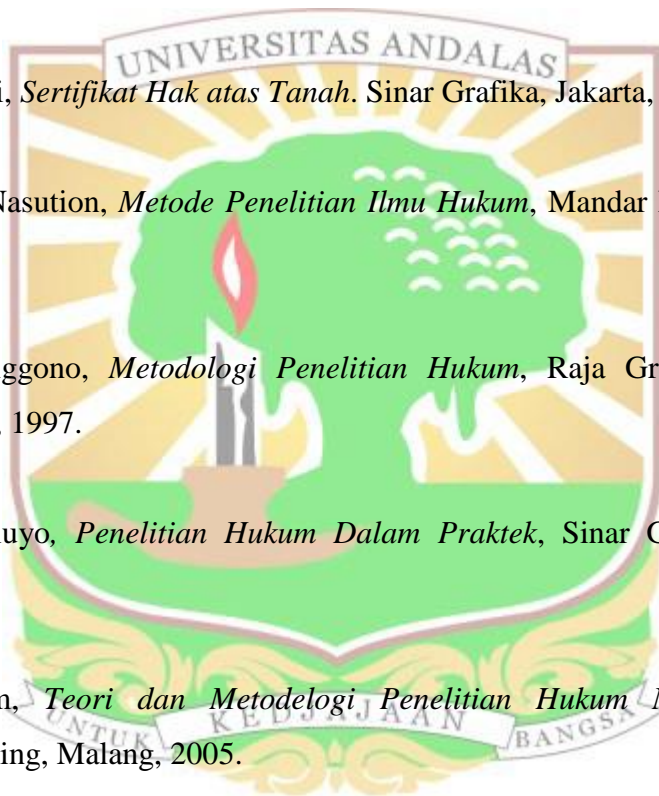 UNIVERSITAS ANDALAS
i, Sertifikat Hak atas Tanah. Sinar Grafika, Jakarta,
Nasution, Metode Penelitian Ilmu Hukum, Mandar
ggono, Metodologi Penelitian Hukum, Raja Gr
, 1997.
luyo, Penelitian Hukum Dalam Praktek, Sinar G
m, Teori dan Metodelogi Penelitian Hukum
UNTUK KEDJAJAAN BANGSA
ing, Malang, 2005.